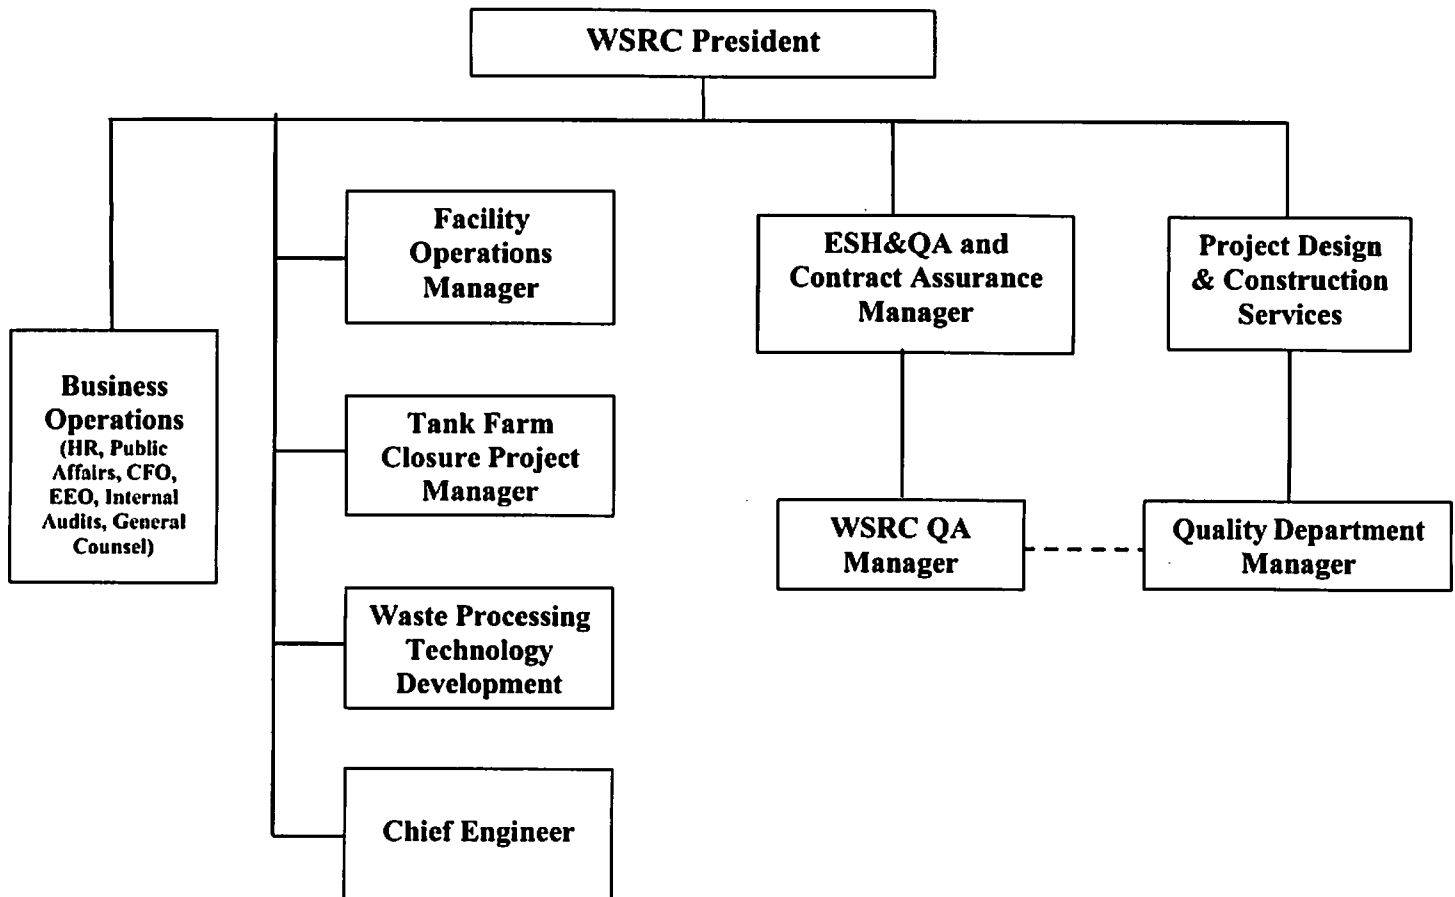 WSRC President
Facility
Operations
Manager
ESH&QA and
Contract Assurance
Manager
Project Design
& Construction
Services
Business
Operations
(HR, Public
Affairs, CFO,
EEO, Internal
Audits, General
Counsel)
Tank Farm
Closure Project
Manager
WSRC QA
Manager
Quality Department
Manager
Waste Processing
Technology
Development
Chief Engineer